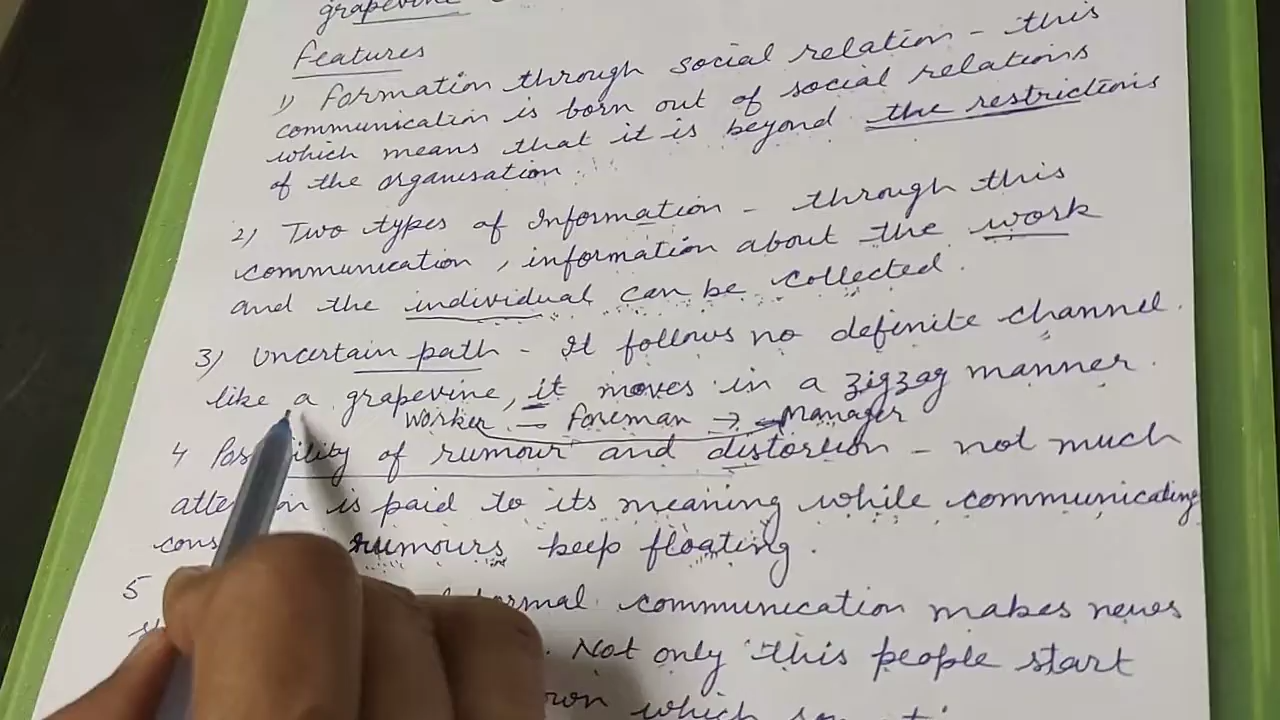 grapevine
Features
1) Formation through social relation - this
communication is born out of social relations
which means that it is beyond the restrictions
of the organisation.
2) Two types of Information - through this
communication, information about the work
and the individual can be collected.
3) Uncertain path - It follows no definite channel.
like a grapevine, it moves in a zigzag manner.
Worker → Foreman → Manager
4 of rumour and distortion - not much
is paid to its meaning while communicating
rumours keep floating.
5 communication makes news
Not only this people start
which